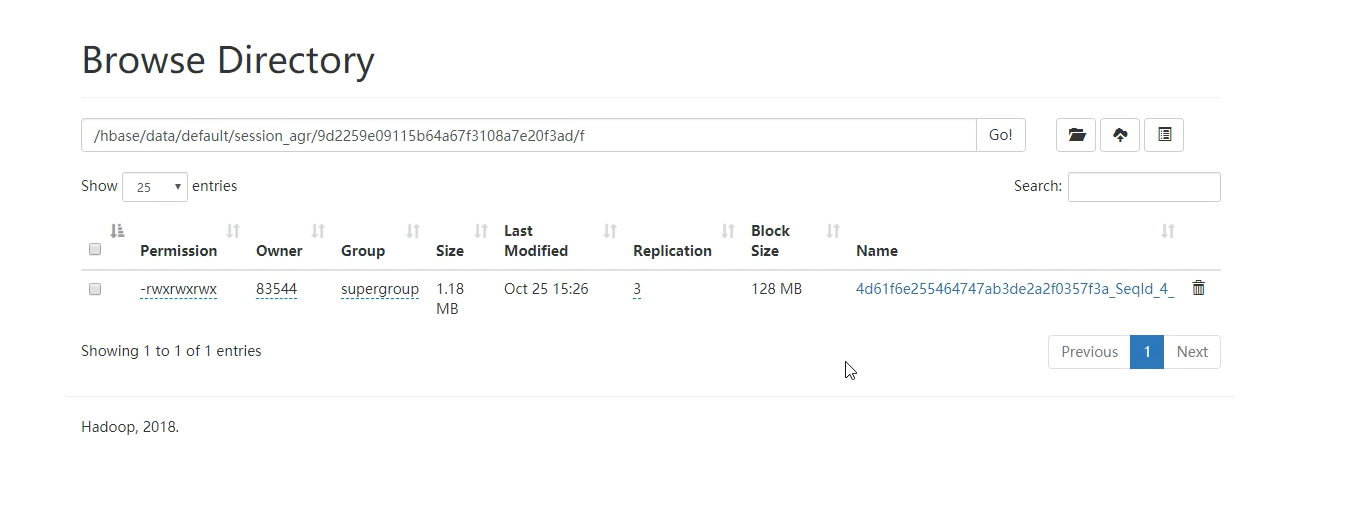 Browse Directory
/hbase/data/default/session_agr/9d2259e09115b64a67f3108a7e20f3ad/f Go!
Show 25 entries Search:
Permission Owner Group Size Last Modified Replication Block Size Name
-rwxrwxrwx 83544 supergroup 1.18 MB Oct 25 15:26 3 128 MB 4d61f6e255464747ab3de2a2f0357f3a_SeqId_4_
Showing 1 to 1 of 1 entries Previous 1 Next
Hadoop, 2018.